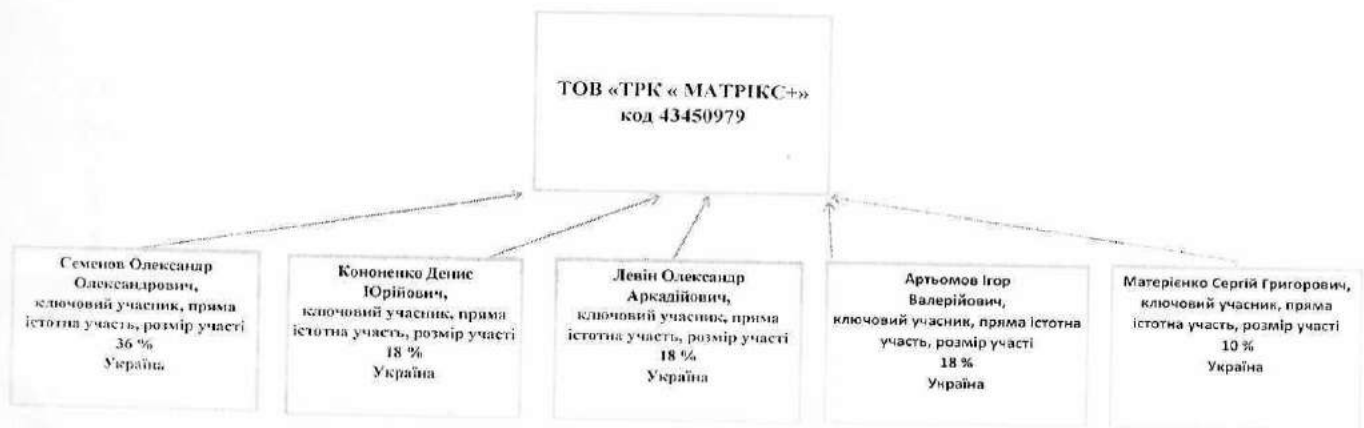 ТОВ «ТРК « МАТРІКС+»
код 43450979
Семенов Олександр
Олександрович,
ключовий учасник, пряма
істотна участь, розмір участі
36 %
Україна
Кононенко Денис
Юрійович,
ключовий учасник, пряма
істотна участь, розмір участі
18 %
Україна
Левін Олександр
Аркадійович,
ключовий учасник, пряма
істотна участь, розмір участі
18 %
Україна
Артьомов Ігор
Валерійович,
ключовий учасник, пряма істотна
участь, розмір участі
18 %
Україна
Матерієнко Сергій Григорович,
ключовий учасник, пряма
істотна участь, розмір участі
10 %
Україна